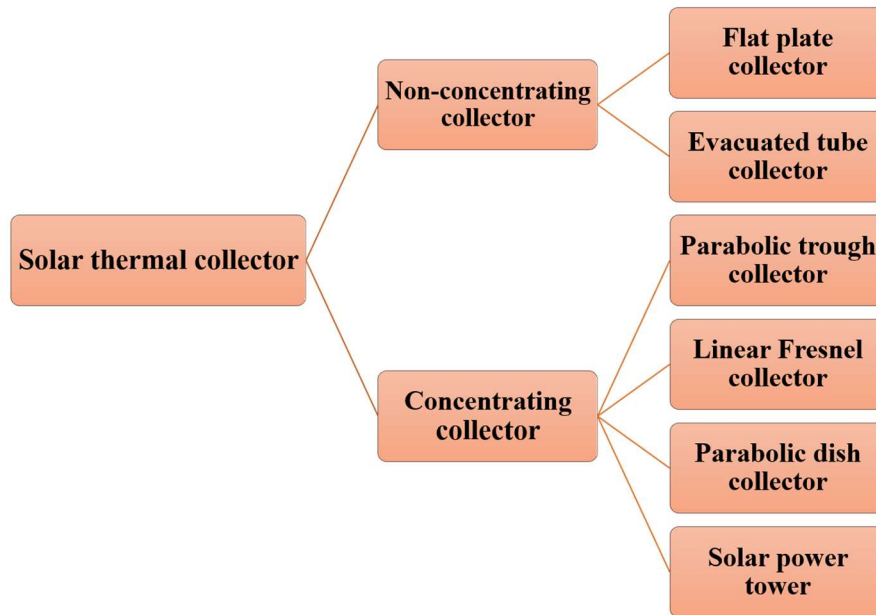 Solar thermal collector
Non-concentrating
collector
Concentrating
collector
Flat plate
collector
Evacuated tube
collector
Parabolic trough
collector
Linear Fresnel
collector
Parabolic dish
collector
Solar power
tower